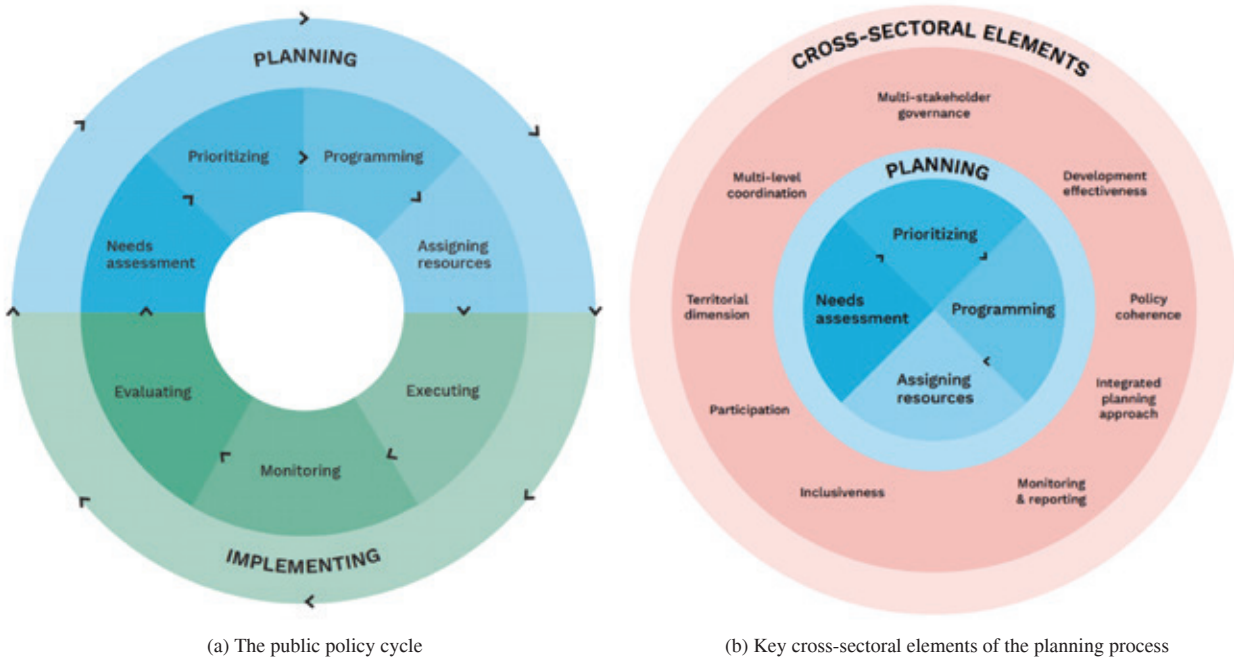 PLANNING
Prioritizing
Programming
Needs
assessment
Assigning
resources
Evaluating
Executing
Monitoring
IMPLEMENTING
(a) The public policy cycle
CROSS-SECTORAL ELEMENTS
Multi-stakeholder
governance
Multi-level
coordination
Development
effectiveness
PLANNING
Prioritizing
Needs
assessment
Programming
Assigning
resources
Territorial
dimension
Policy
coherence
Participation
Integrated
planning
approach
Inclusiveness
Monitoring
& reporting
(b) Key cross-sectoral elements of the planning process